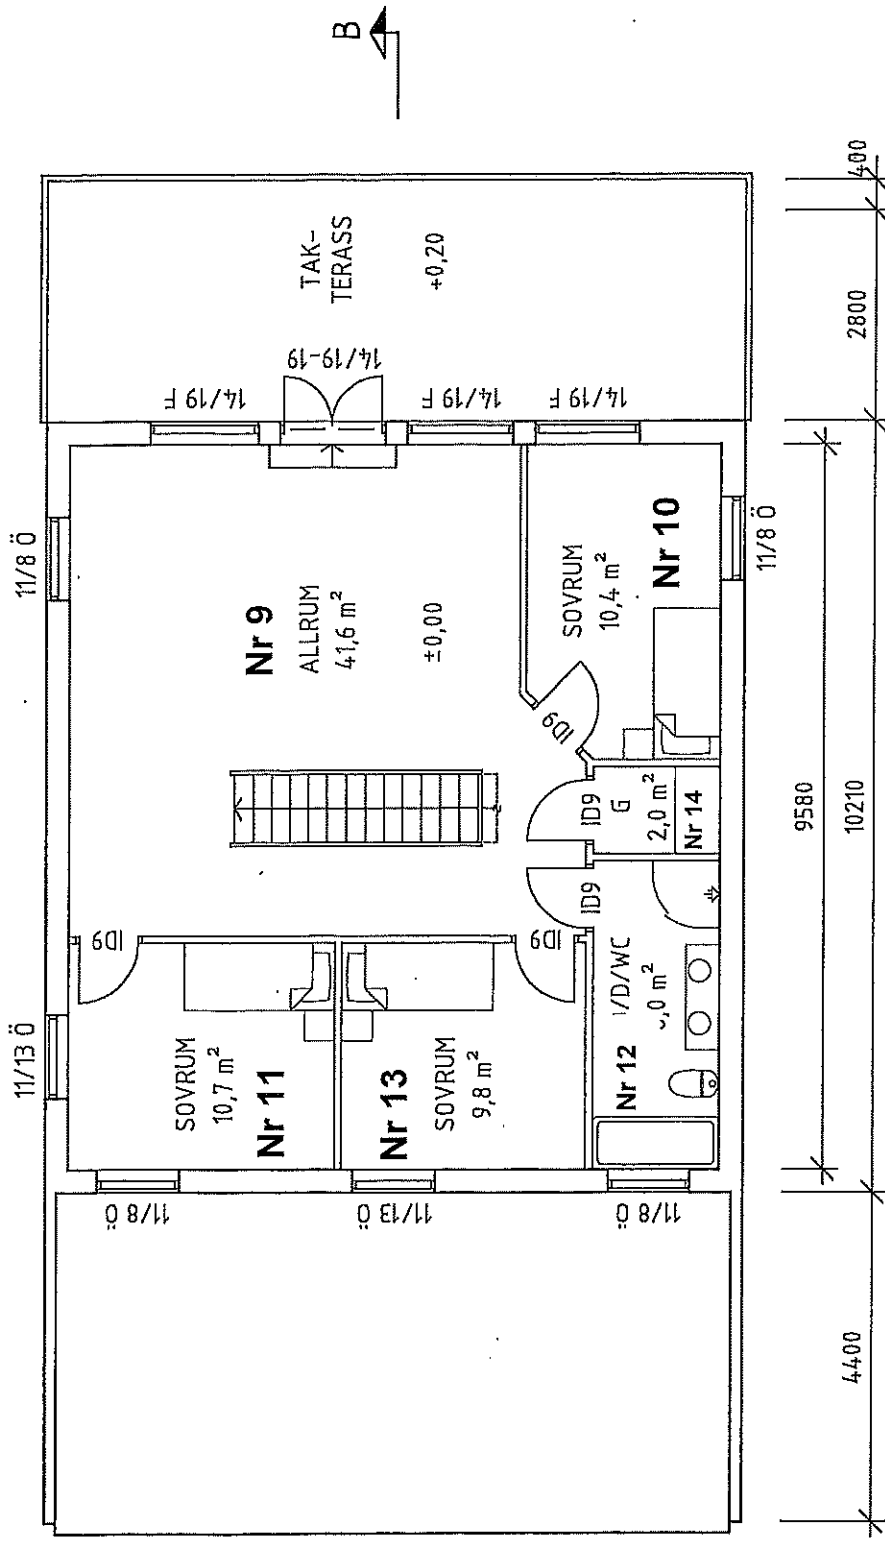 B
TAK-
TERASS
+0,20
14/19 F
14/19-19
14/19 F
14/19 F
11/8 Ö
Nr 9
ALLRUM
41,6 m²
±0,00
SOVRUM
10,4 m²
Nr 10
11/8 Ö
ID9
ID9
G
2,0 m²
Nr 14
ID9
/D/WC
,0 m²
Nr 12
ID9
ID9
11/13 Ö
SOVRUM
10,7 m²
Nr 11
Nr 13
SOVRUM
9,8 m²
11/8 Ö
11/13 Ö
11/8 Ö
400
2800
9580
10210
4400